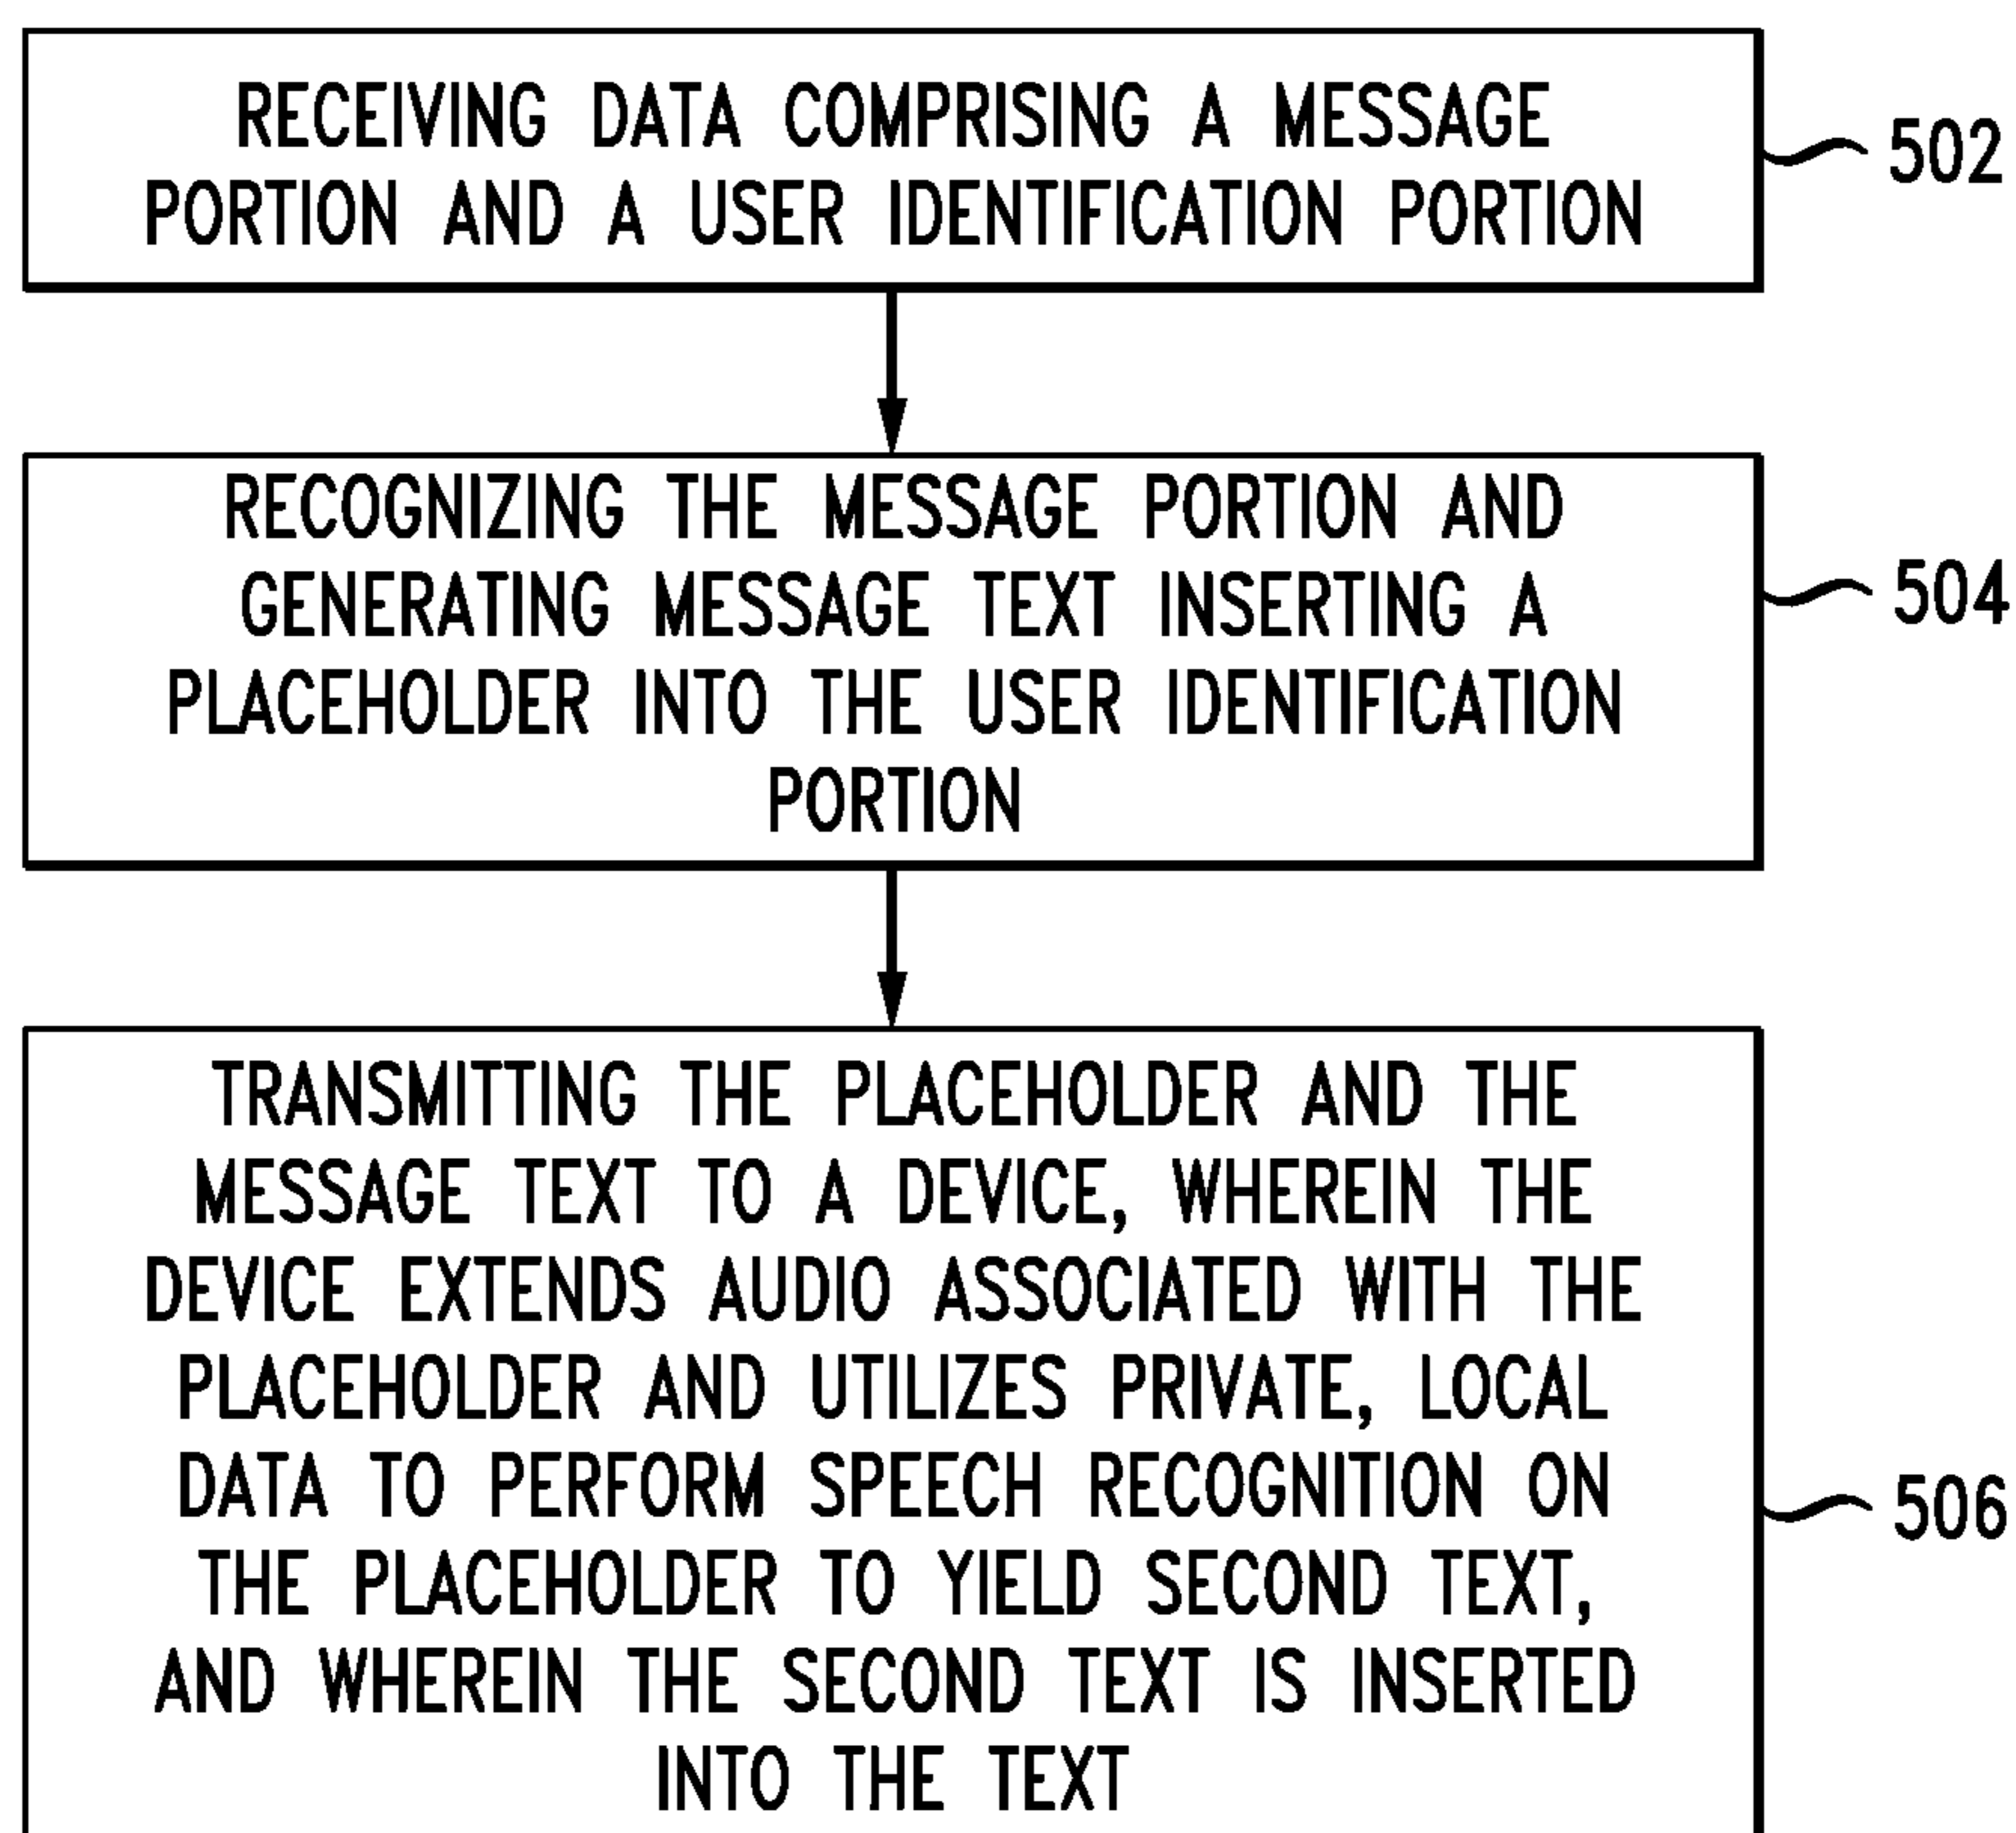 RECEIVING DATA COMPRISING A MESSAGE
PORTION AND A USER IDENTIFICATION PORTION
502
RECOGNIZING THE MESSAGE PORTION AND
GENERATING MESSAGE TEXT INSERTING A
PLACEHOLDER INTO THE USER IDENTIFICATION
PORTION
504
TRANSMITTING THE PLACEHOLDER AND THE
MESSAGE TEXT TO A DEVICE, WHEREIN THE
DEVICE EXTENDS AUDIO ASSOCIATED WITH THE
PLACEHOLDER AND UTILIZES PRIVATE, LOCAL
DATA TO PERFORM SPEECH RECOGNITION ON
THE PLACEHOLDER TO YIELD SECOND TEXT,
AND WHEREIN THE SECOND TEXT IS INSERTED
INTO THE TEXT
506